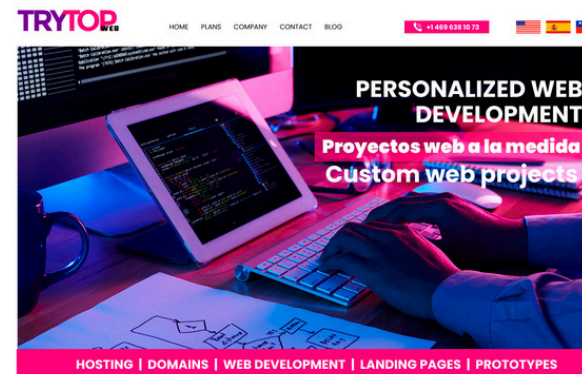 TRYTOP
WEB
HOME PLANS COMPANY CONTACT BLOG
+1 469 638 10 73
PERSONALIZED WEB
DEVELOPMENT
Proyectos web a la medida
Custom web projects
HOSTING | DOMAINS | WEB DEVELOPMENT | LANDING PAGES | PROTOTYPES